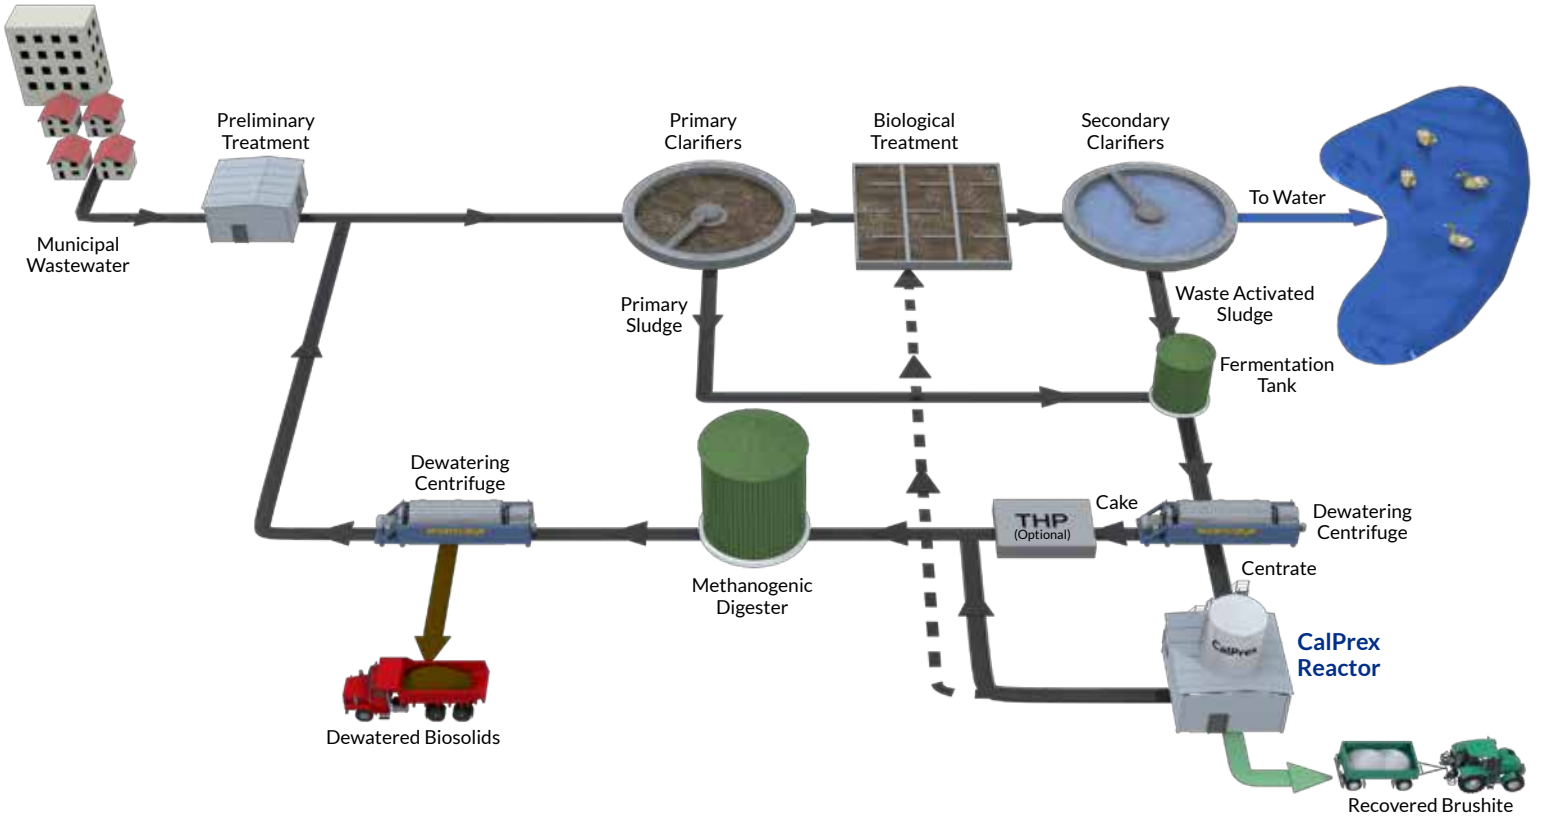 Preliminary
Treatment
Primary
Clarifiers
Biological
Treatment
Secondary
Clarifiers
To Water
Municipal
Wastewater
Primary
Sludge
Waste Activated
Sludge
Fermentation
Tank
Dewatering
Centrifuge
Cake
THP
(Optional)
Dewatering
Centrifuge
Centrate
Methanogenic
Digester
CalPrex
CalPrex
Reactor
Dewatered Biosolids
Recovered Brushite